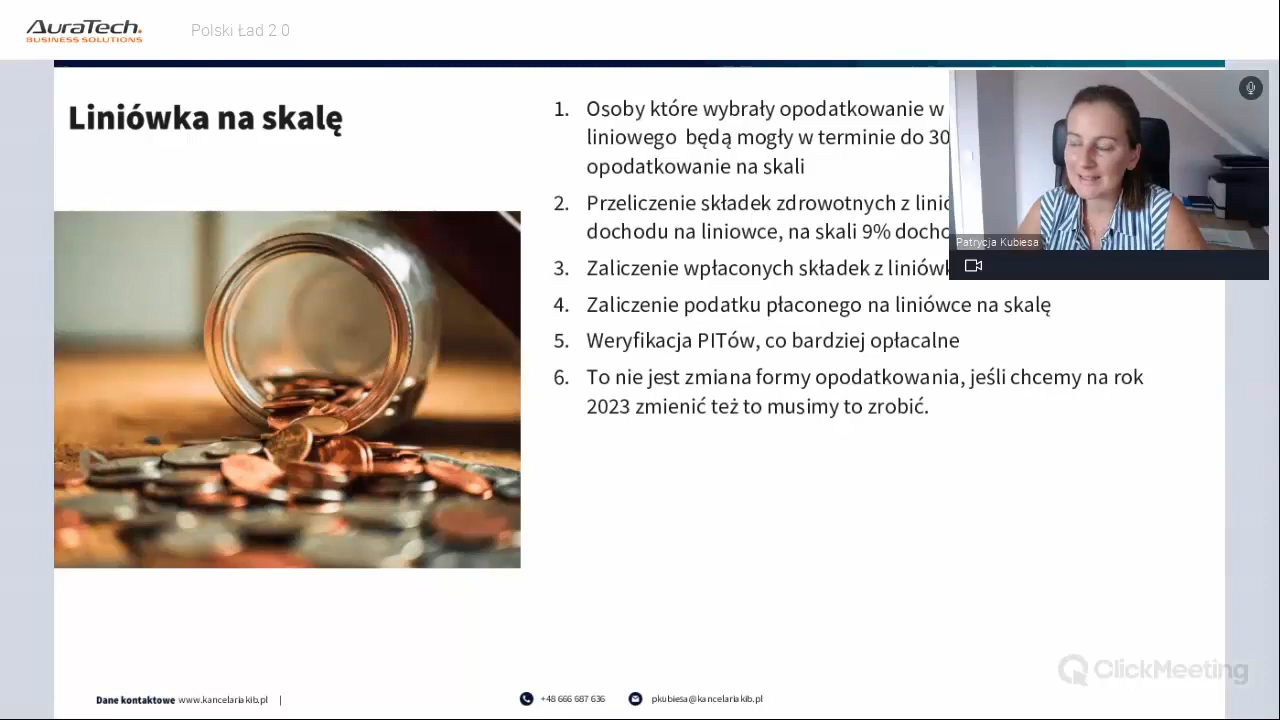 AuraTech.
BUSINESS SOLUTIONS
Polski Ład 2 0
Liniówka na skalę
1. Osoby które wybrały opodatkowanie w
liniowego będą mogły w terminie do 30
opodatkowanie na skali
2. Przeliczenie składek zdrowotnych z
dochodu na liniowce, na skali 9%
3. Zaliczenie wpłaconych składek z
4. Zaliczenie podatku płaconego na liniówce na skalę
5. Weryfikacja PITów, co bardziej opłacalne
6. To nie jest zmiana formy opodatkowania, jeśli chcemy na rok
2023 zmienić też to musimy to zrobić.
Patrycja Kubiesa
ClickMeeting
Dane kontaktowe www.kancelariakib.pl |
+48 666 687 636
pkubiesa@kancelariakib.pl